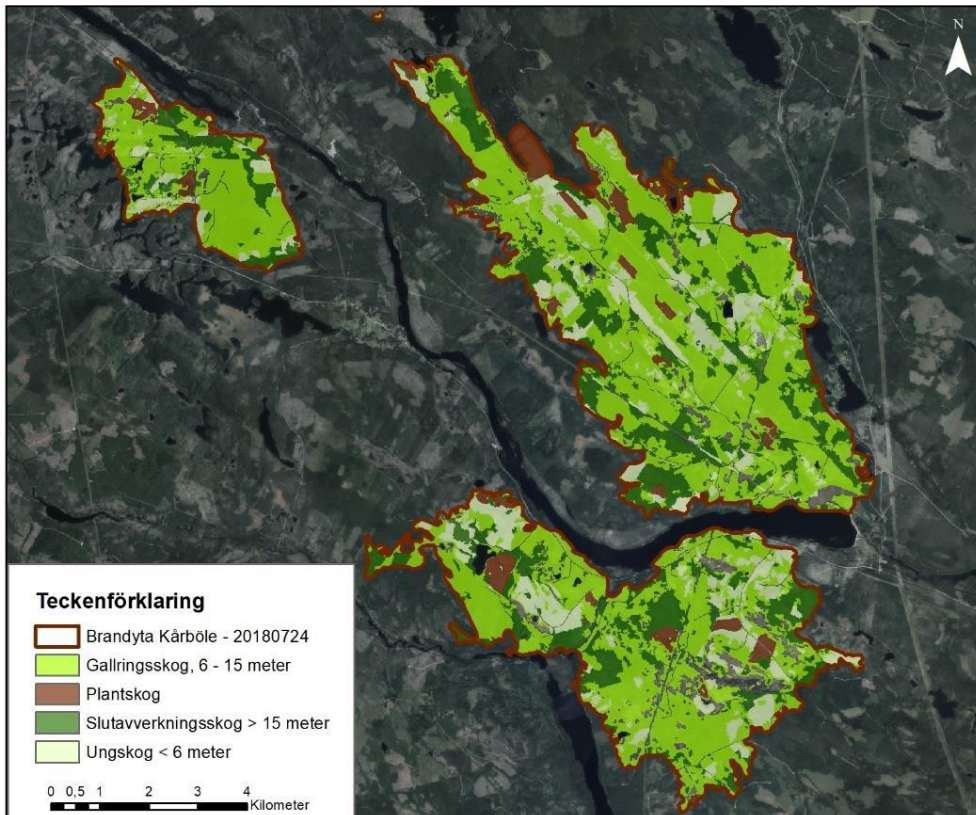 N
Teckenförklaring
Brandyta Kårböle - 20180724
Gallringsskog, 6 - 15 meter
Plantskog
Slutavverkningsskog > 15 meter
Ungskog < 6 meter
0 0,5 1 2 3 4
Kilometer